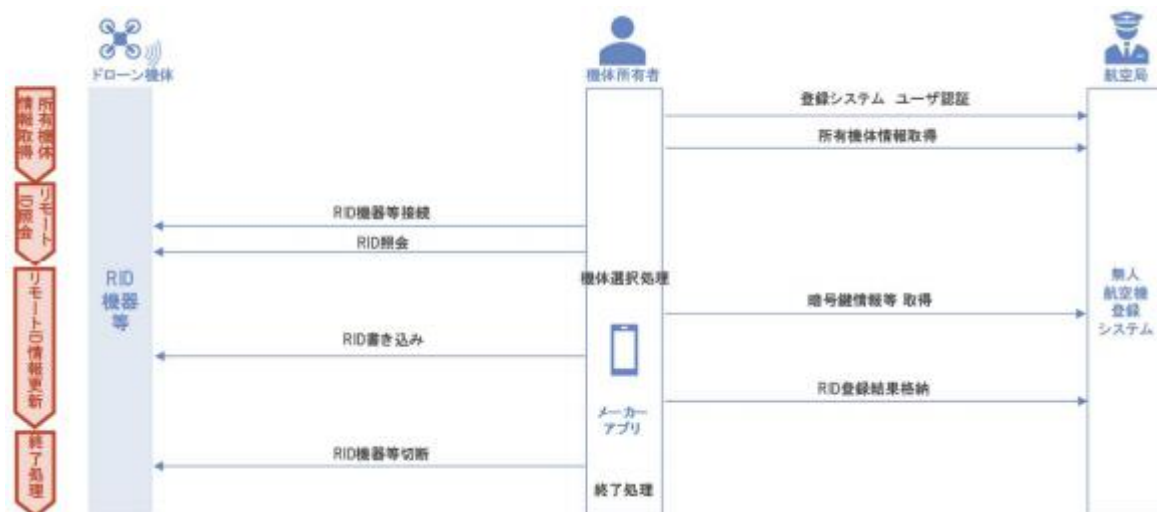 ドローン機体
機体所有者
航空局
所有機体
情報取得
登録システム ユーザ認証
所有機体情報取得
リモート
ID照会
RID機器等接続
RID照会
RID
機器
等
機体選択処理
無人
航空機
登録
システム
リモートID情報更新
暗号鍵情報等 取得
RID書き込み
RID登録結果格納
メーカー
アプリ
終了処理
RID機器等切断
終了処理